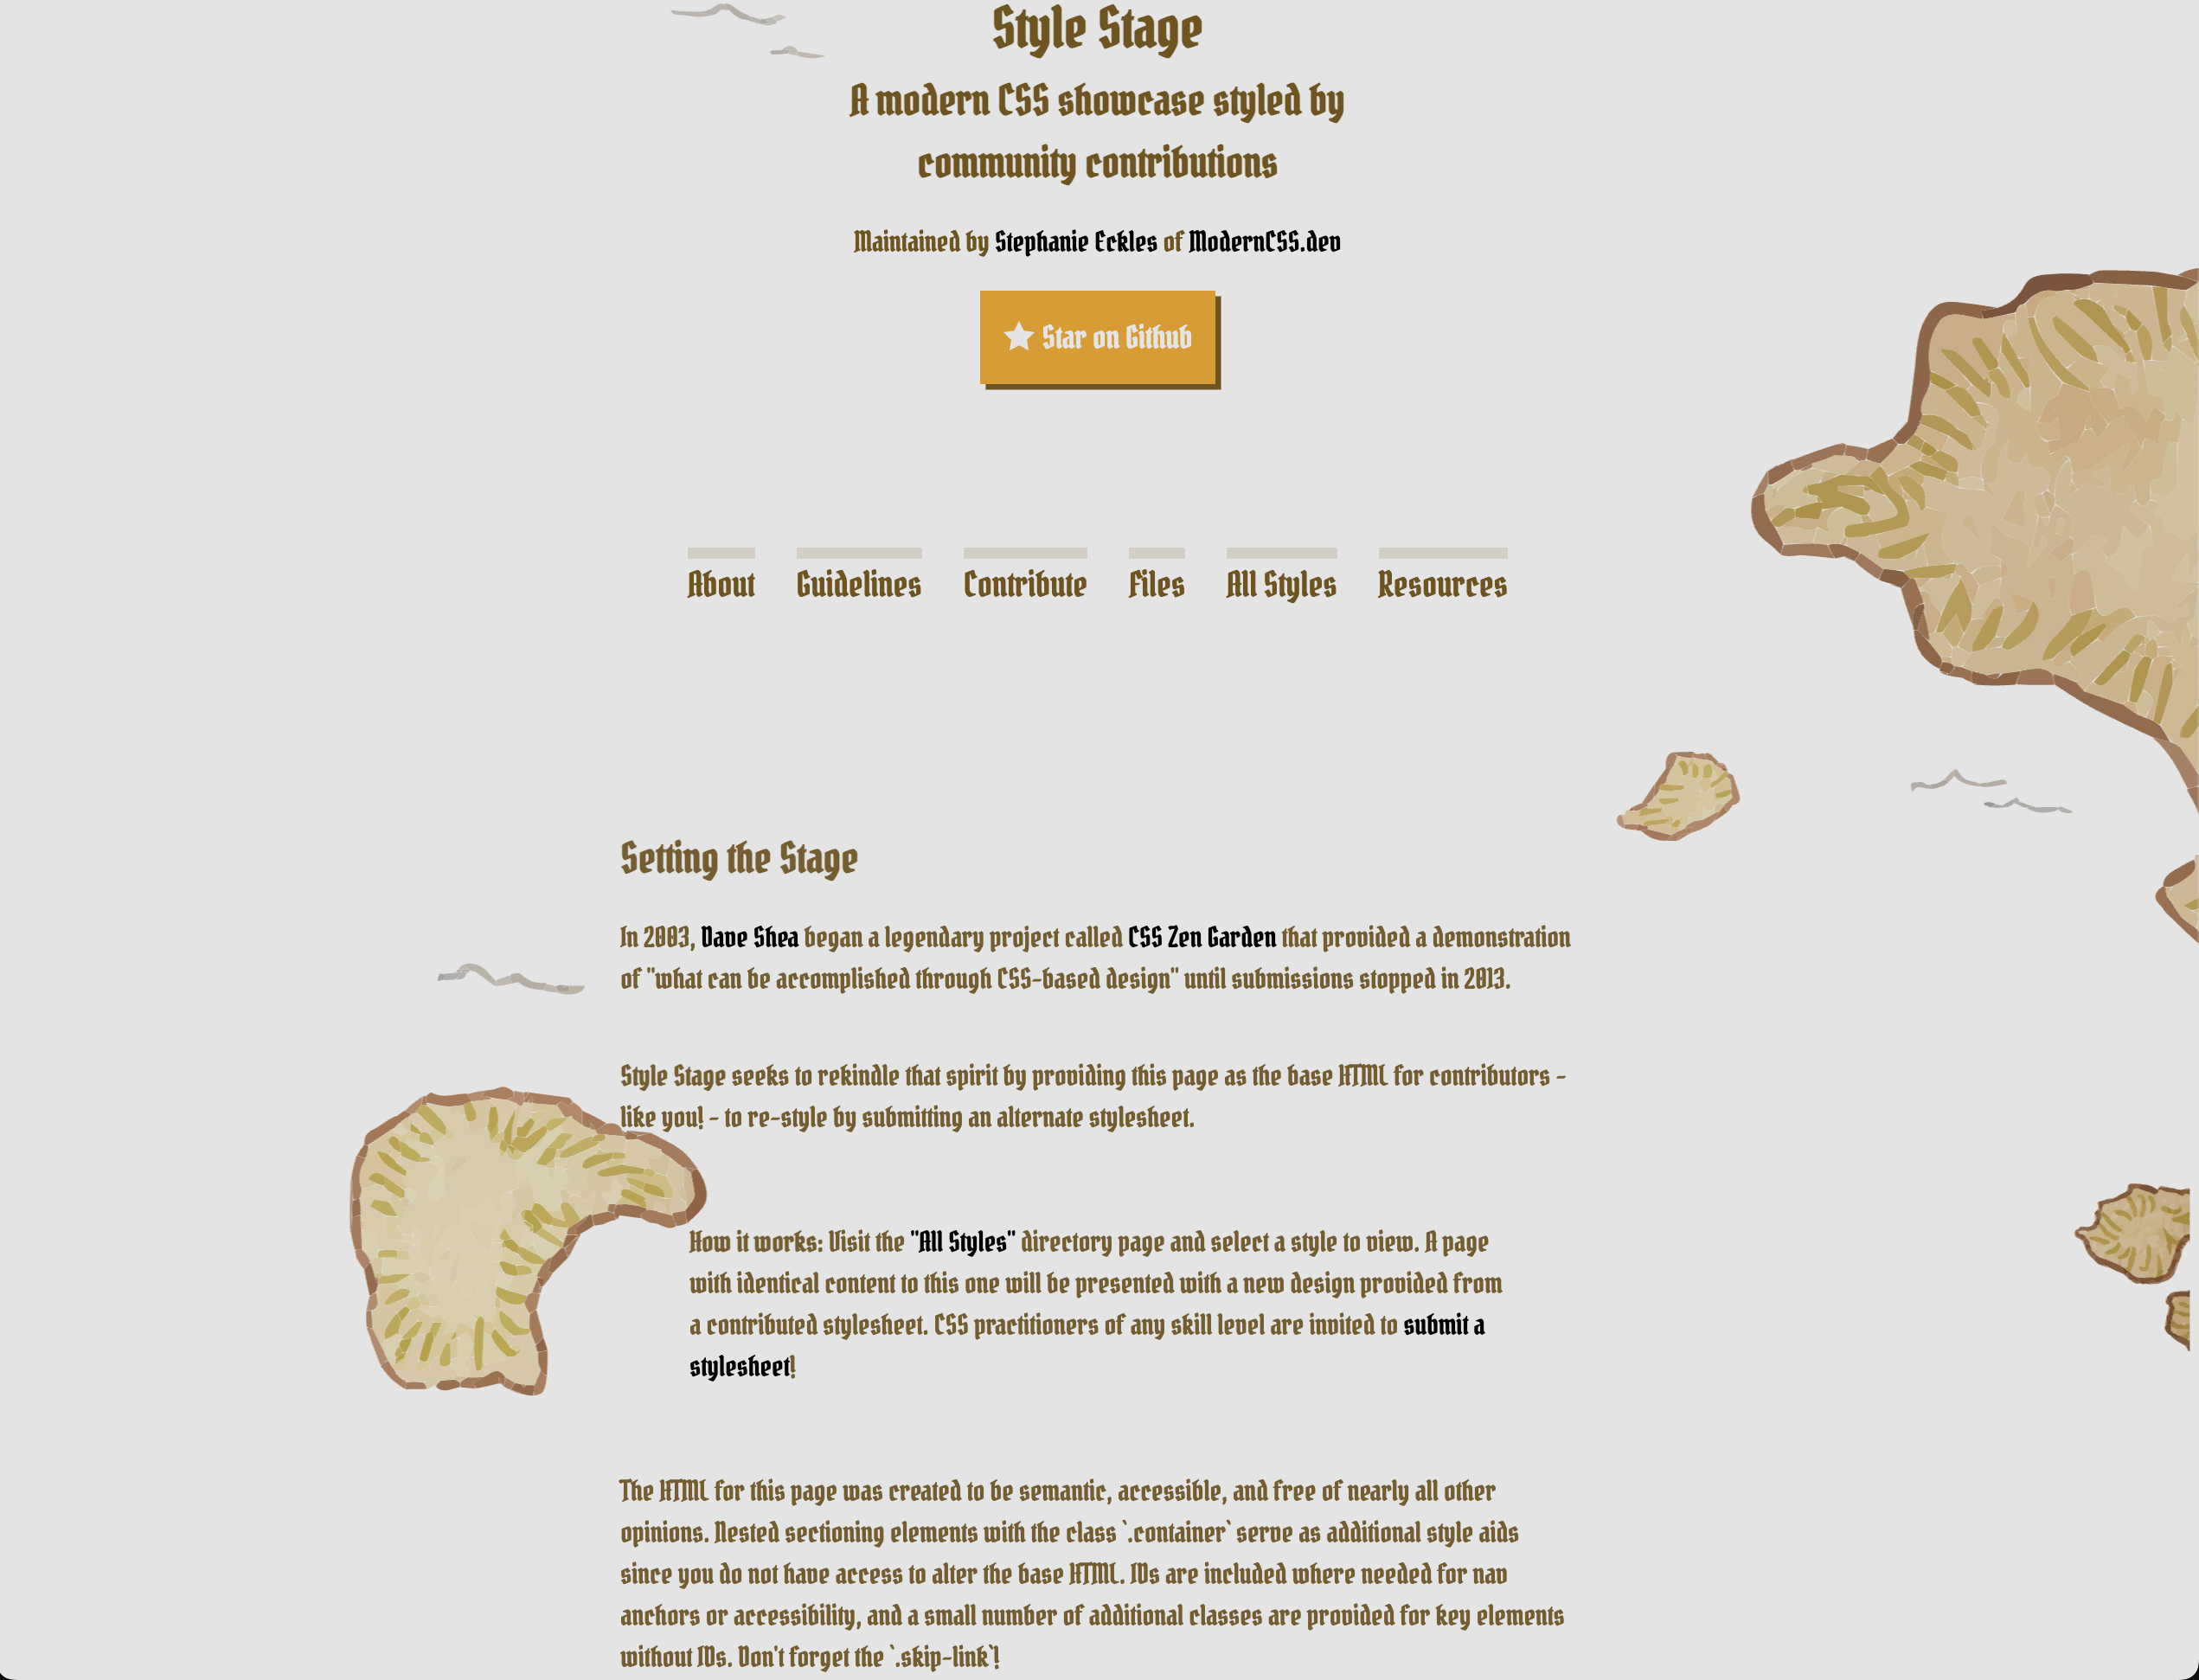 Style Stage
A modern CSS showcase styled by
community contributions
Maintained by Stephanie Eckles of ModernCSS.dev
Star on Github
About Guidelines Contribute Files All Styles Resources
Setting the Stage
In 2003, Dave Shea began a legendary project called CSS Zen Garden that provided a demonstration
of "what can be accomplished through CSS-based design" until submissions stopped in 2013.
Style Stage seeks to rekindle that spirit by providing this page as the base HTML for contributors -
like you! - to re-style by submitting an alternate stylesheet.
How it works: Visit the "All Styles" directory page and select a style to view. A page
with identical content to this one will be presented with a new design provided from
a contributed stylesheet. CSS practitioners of any skill level are invited to submit a
stylesheet!
The HTML for this page was created to be semantic, accessible, and free of nearly all other
opinions. Nested sectioning elements with the class `.container` serve as additional style aids
since you do not have access to alter the base HTML. IDs are included where needed for nav
anchors or accessibility, and a small number of additional classes are provided for key elements
without IDs. Don't forget the `.skip-link`!